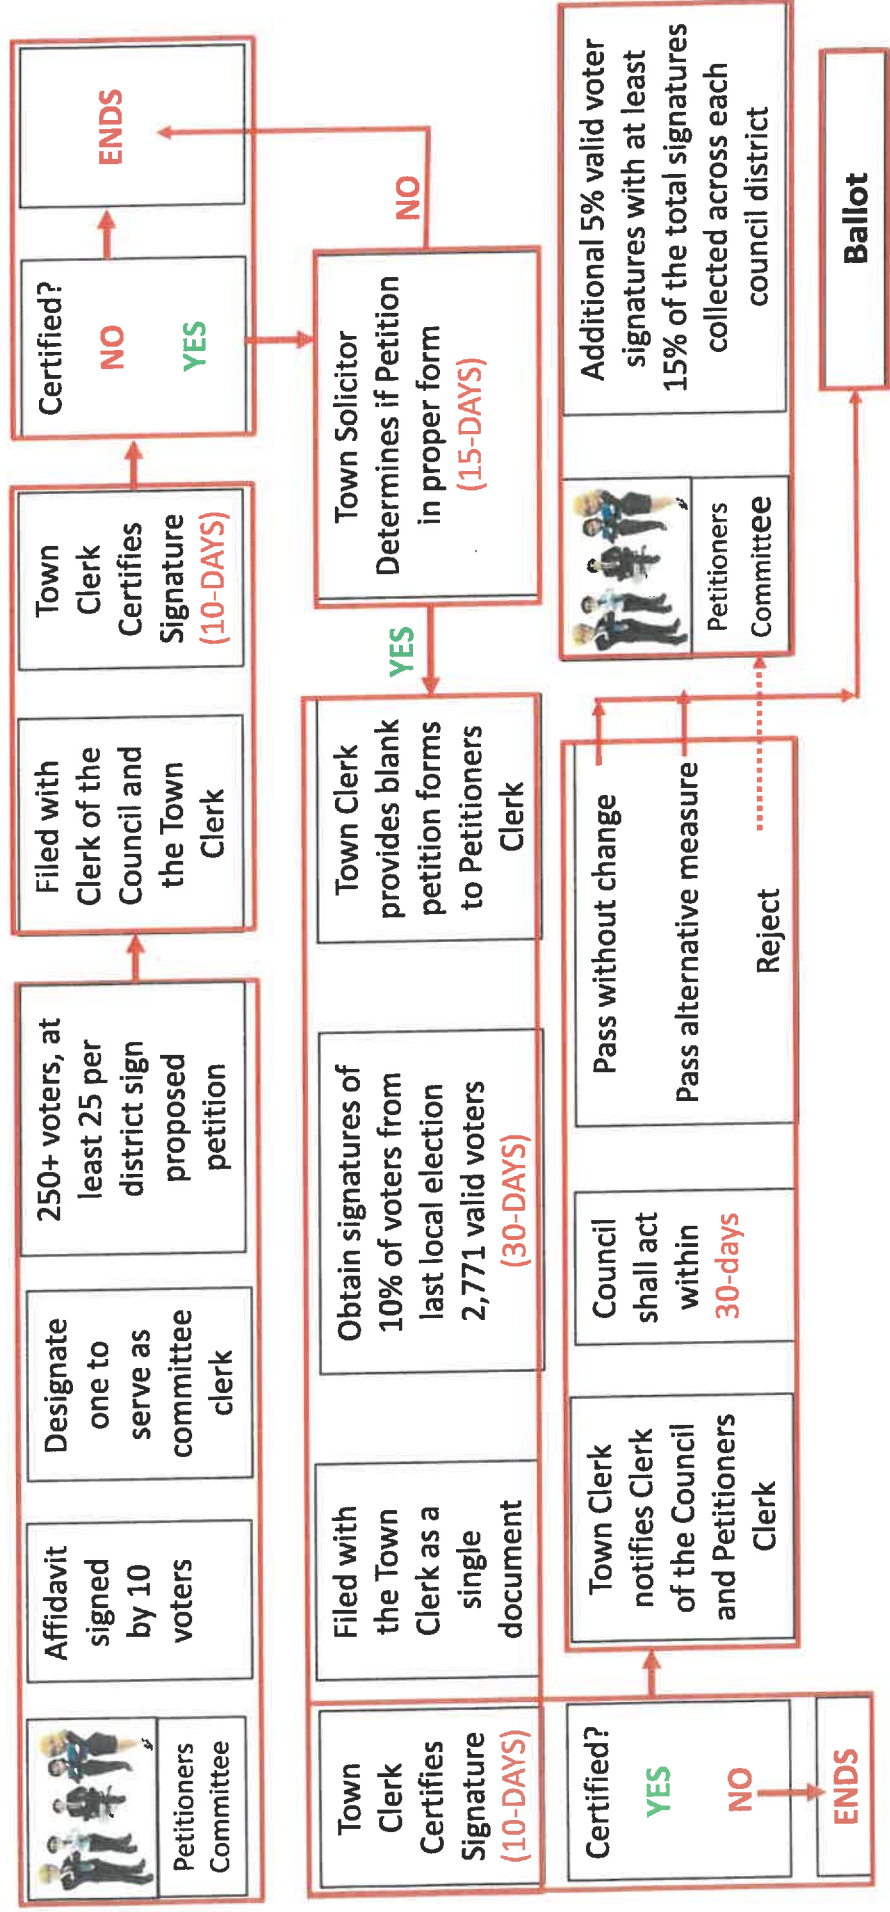 Petitioners
Committee
Affidavit
signed
by 10
voters
Designate
one to
serve as
committee
clerk
250+ voters, at
least 25 per
district sign
proposed
petition
Filed with
Clerk of the
Council and
the Town
Clerk
Town
Clerk
Certifies
Signature
(10-DAYS)
Certified?
NO
YES
ENDS
Town Solicitor
Determines if Petition
in proper form
(15-DAYS)
NO
YES
Town Clerk
provides blank
petition forms
to Petitioners
Clerk
Obtain signatures of
10% of voters from
last local election
2,771 valid voters
(30-DAYS)
Filed with
the Town
Clerk as a
single
document
Town
Clerk
Certifies
Signature
(10-DAYS)
Certified?
YES
NO
ENDS
Town Clerk
notifies Clerk
of the Council
and Petitioners
Clerk
Council
shall act
within
30-days
Pass without change
Pass alternative measure
Reject
Petitioners
Committee
Additional 5% valid voter
signatures with at least
15% of the total signatures
collected across each
council district
Ballot